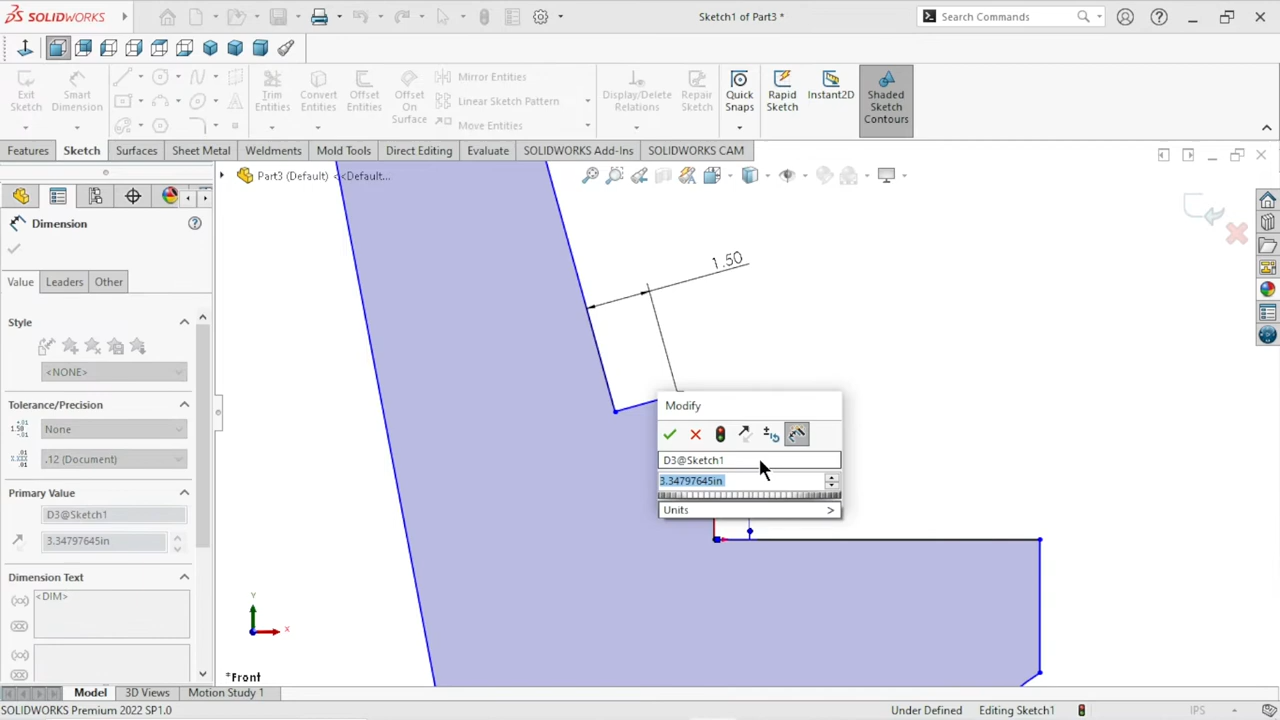 SOLIDWORKS
Sketch1 of Part3 *
Search Commands
Exit Sketch
Smart Dimension
Trim Entities
Convert Entities
Offset Entities
Offset On Surface
Mirror Entities
Linear Sketch Pattern
Move Entities
Display/Delete Relations
Repair Sketch
Quick Snaps
Rapid Sketch
Instant2D
Shaded Sketch Contours
Features
Sketch
Surfaces
Sheet Metal
Weldments
Mold Tools
Direct Editing
Evaluate
SOLIDWORKS Add-Ins
SOLIDWORKS CAM
Part3 (Default) <<Default...
Dimension
Value
Leaders
Other
Style
<NONE>
Tolerance/Precision
None
.12 (Document)
Primary Value
D3@Sketch1
3.34797645in
Dimension Text
<DIM>
1.50
Modify
D3@Sketch1
3.34797645in
Units >
Y
X
*Front
Model
3D Views
Motion Study 1
SOLIDWORKS Premium 2022 SP1.0
Under Defined
Editing Sketch1
IPS